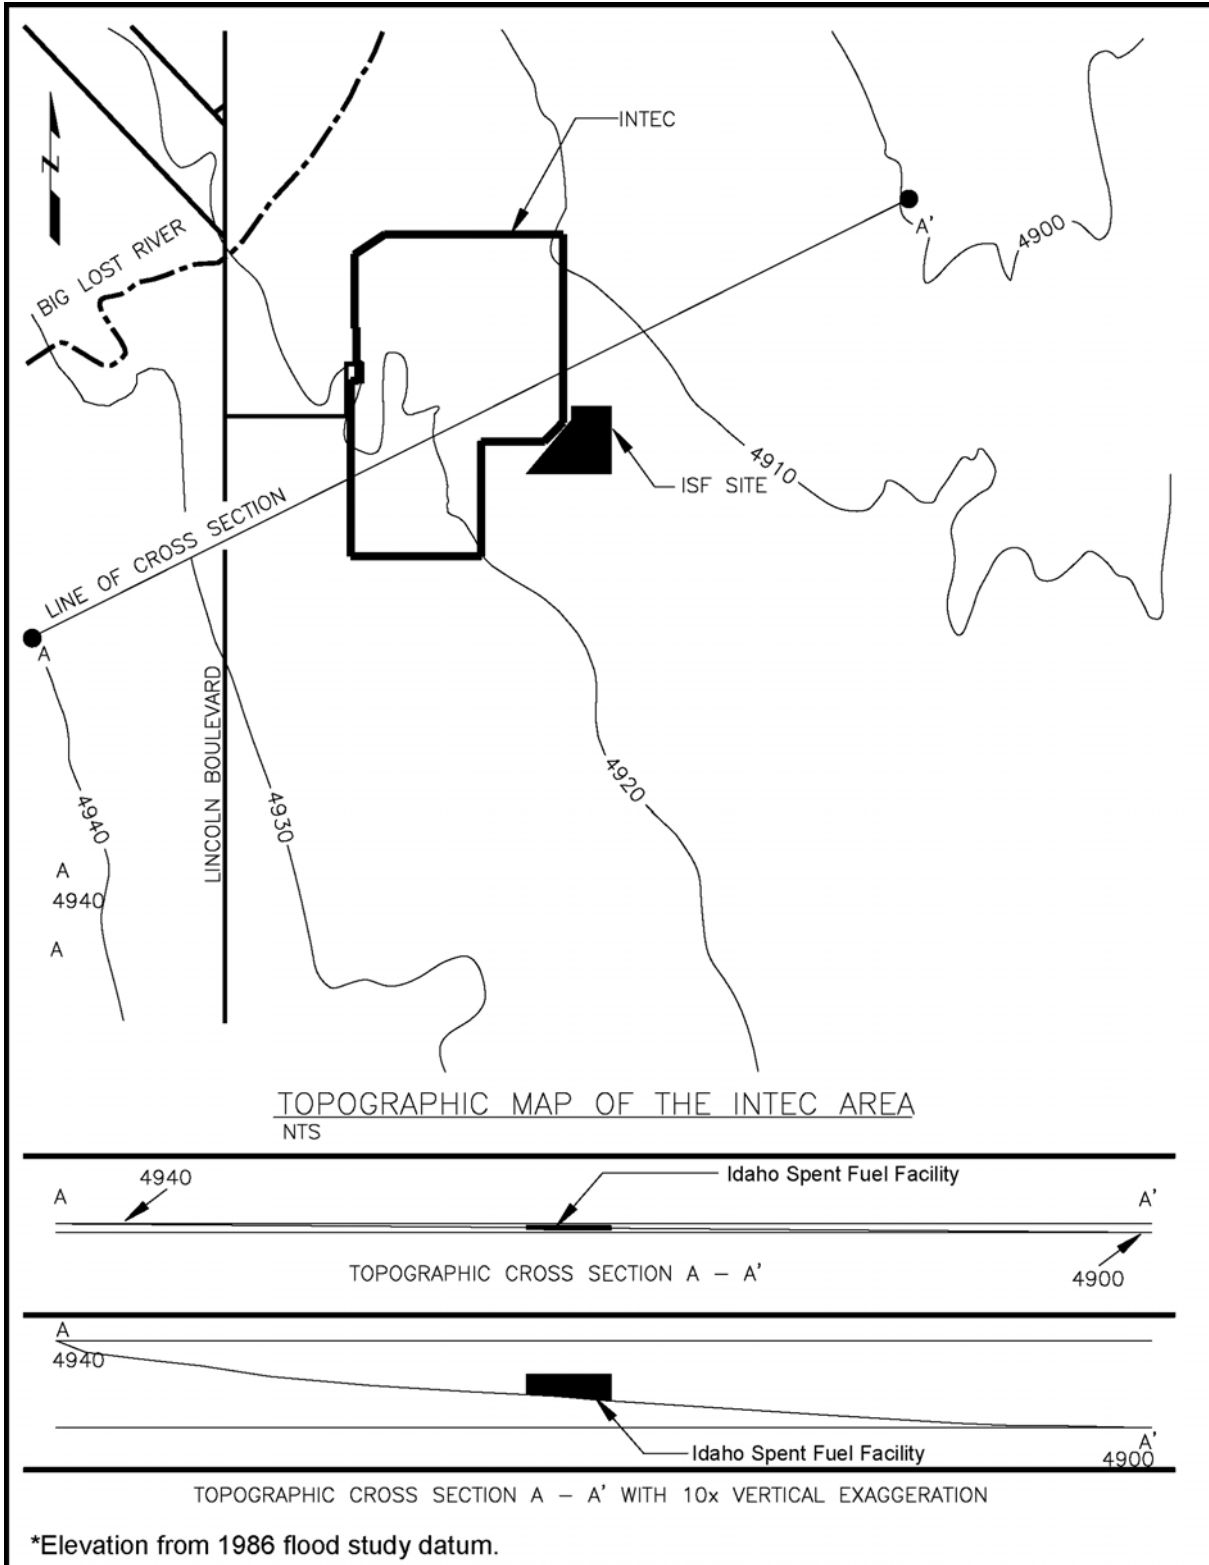 INTEC
N
BIG LOST RIVER
A'
4900
4910
ISF SITE
LINE OF CROSS SECTION
A
LINCOLN BOULEVARD
4920
4940
4930
A
4940
A
TOPOGRAPHIC MAP OF THE INTEC AREA
NTS
4940
Idaho Spent Fuel Facility
A
A'
TOPOGRAPHIC CROSS SECTION A - A'
4900
A
4940
Idaho Spent Fuel Facility
A'
4900
TOPOGRAPHIC CROSS SECTION A - A' WITH 10x VERTICAL EXAGGERATION
*Elevation from 1986 flood study datum.